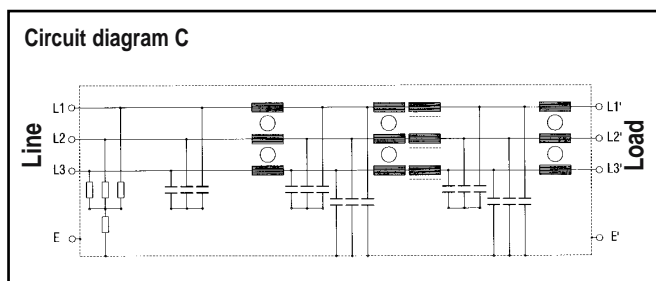 Circuit diagram C
Line
L1
L2
L3
E
L1'
L2'
L3'
E'
Load